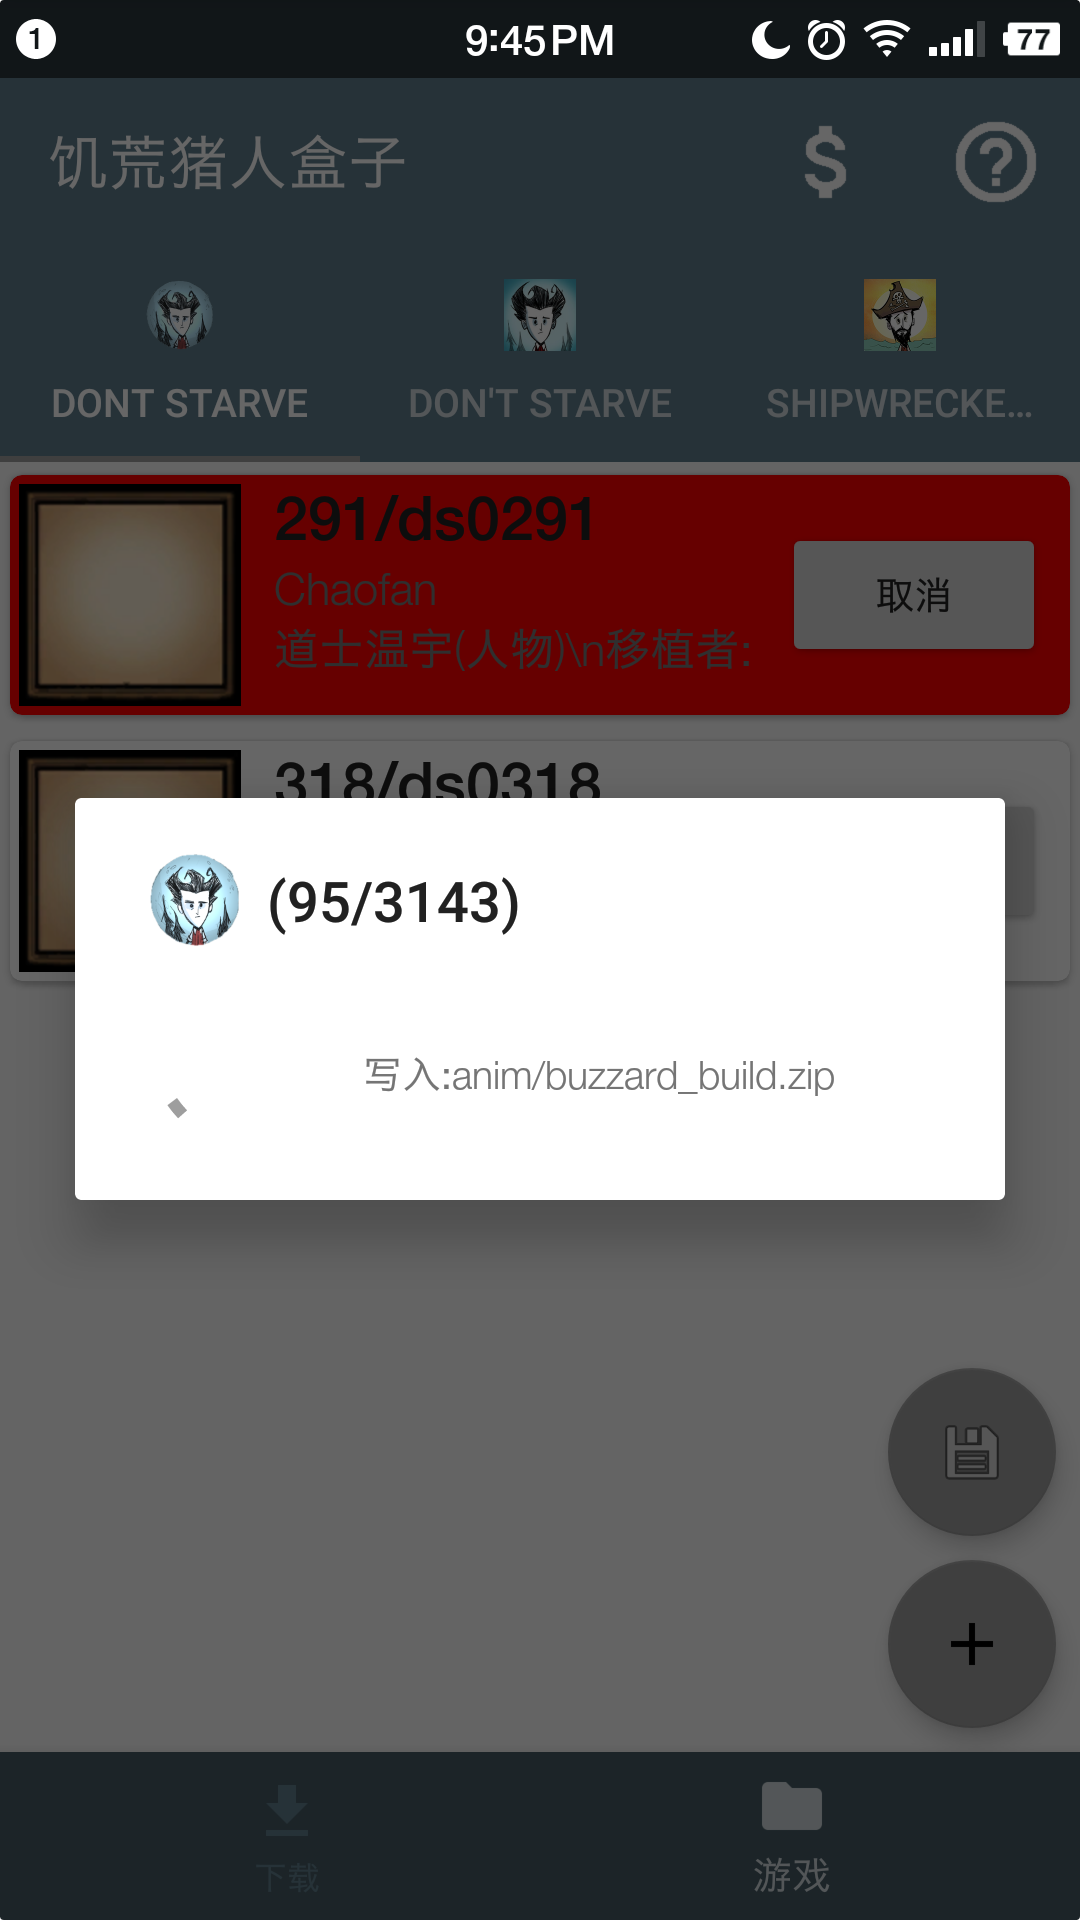 1
9:45 PM
77
饥荒猪人盒子
DONT STARVE
DON'T STARVE
SHIPWRECKE...
291/ds0291
Chaofan
道士温宇(人物)\n移植者:
取消
318/ds0318
(95/3143)
写入:anim/buzzard_build.zip
下载
游戏